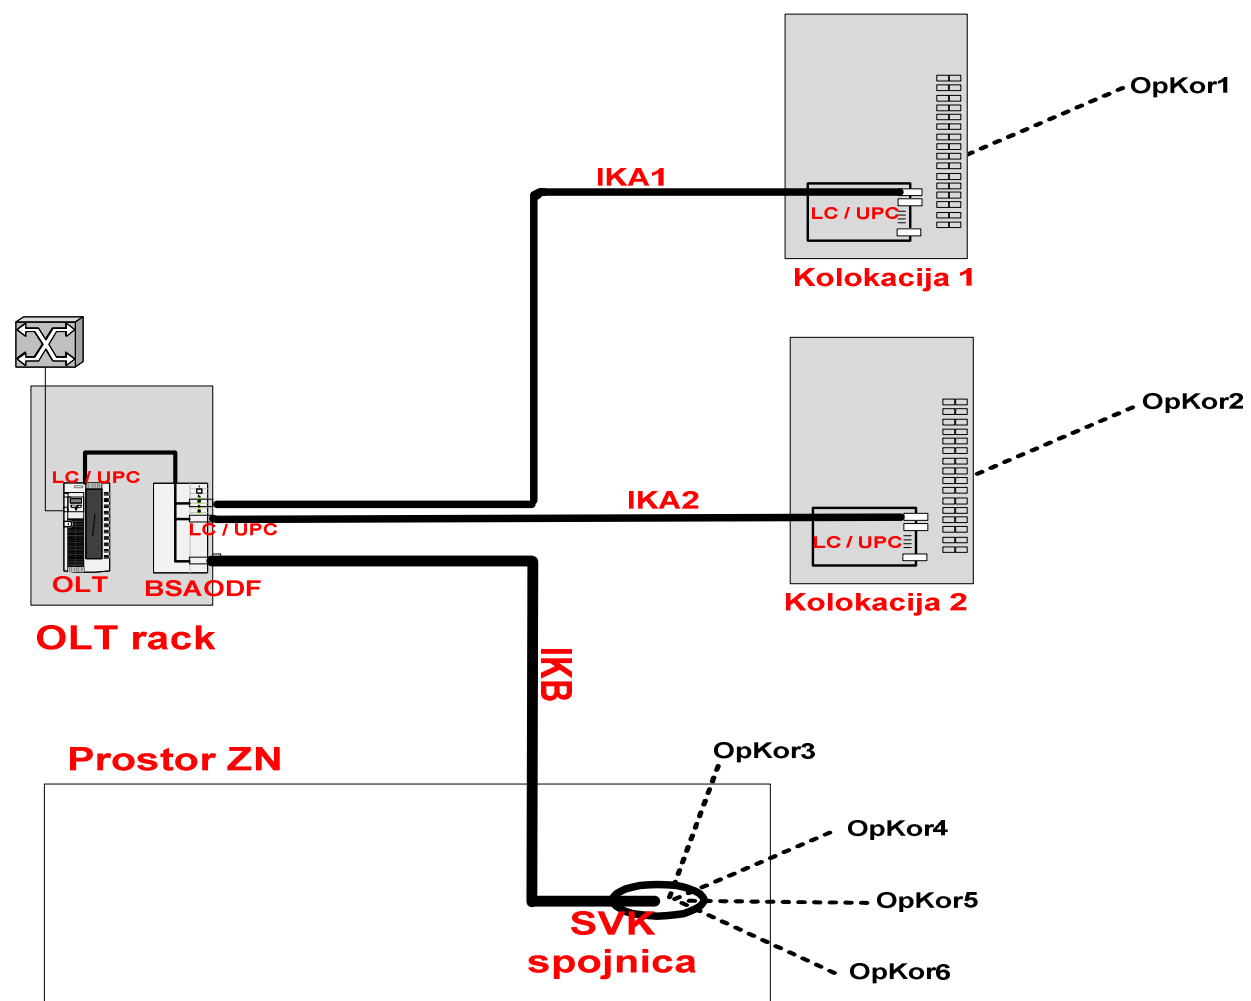 OpKor1
IKA1
LC / UPC
Kolokacija 1
OpKor2
LC / UPC
IKA2
LC / UPC
LC / UPC
OLT
BSAODF
Kolokacija 2
OLT rack
IKB
Prostor ZN
OpKor3
OpKor4
OpKor5
SVK
spojnica
OpKor6